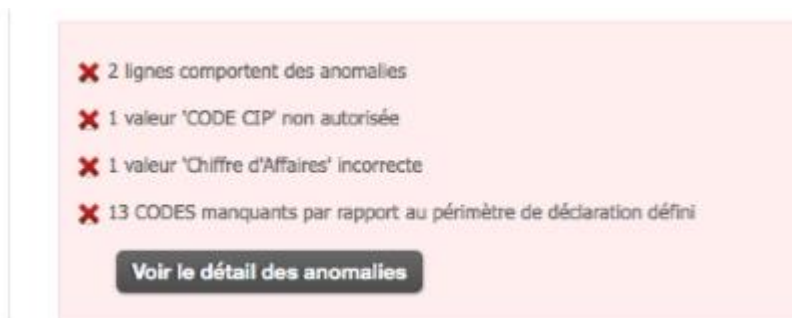 2 lignes comportent des anomalies
1 valeur 'CODE CIP' non autorisée
1 valeur 'Chiffre d'Affaires' incorrecte
13 CODES manquants par rapport au périmètre de déclaration défini
Voir le détail des anomalies